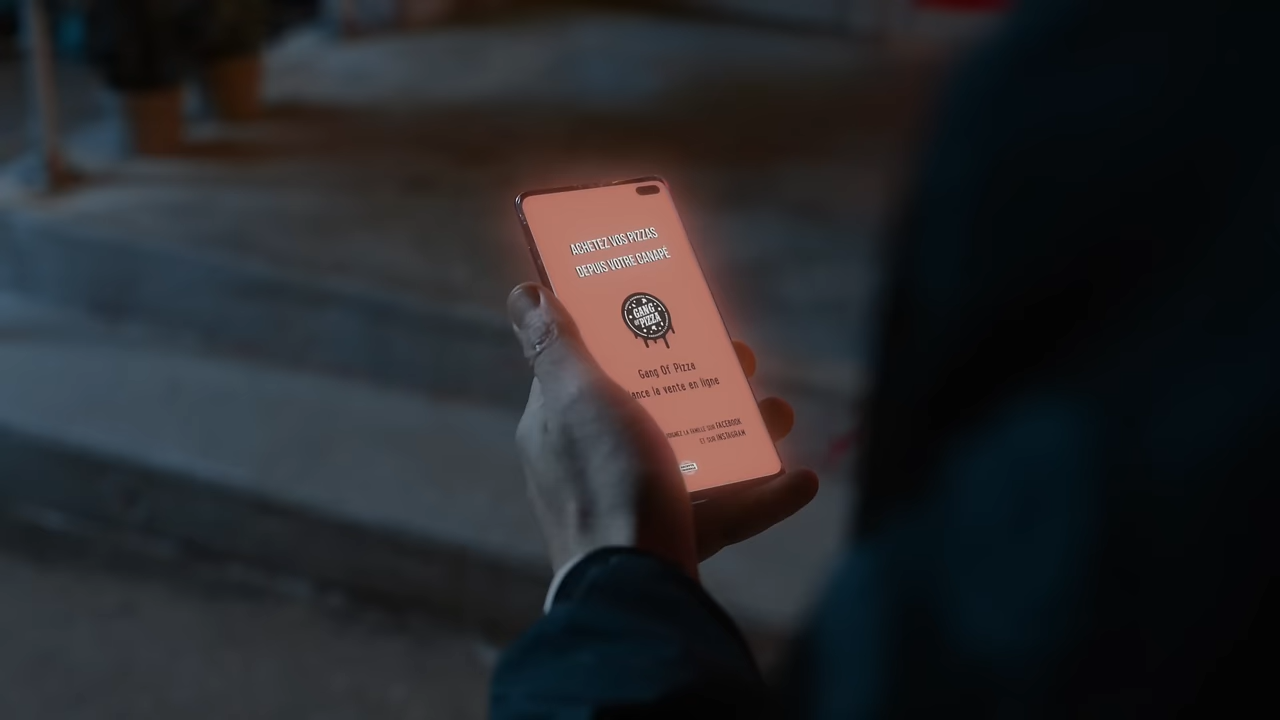 ACHETEZ VOS PIZZAS
DEPUIS VOTRE CANAPÉ
GANG
OF
PIZZA
Gang Of Pizza
lance la vente en ligne
LA FAMILLE SUR FACEBOOK
ET SUR INSTAGRAM